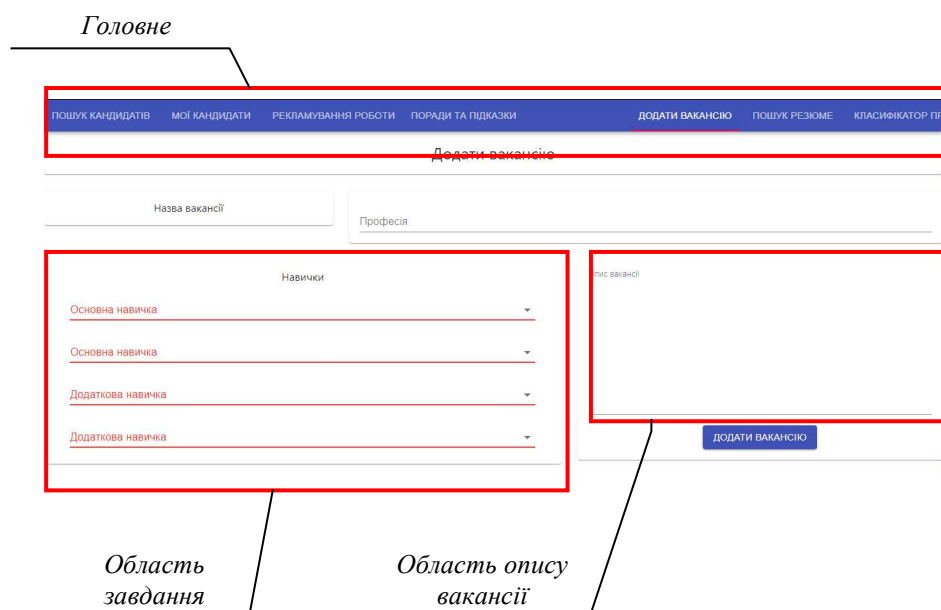 Головне
ПОШУК КАНДИДАТІВ МОЇ КАНДИДАТИ РЕКЛАМУВАННЯ РОБОТИ ПОРАДИ ТА ПІДКАЗКИ ДОДАТИ ВАКАНСІЮ ПОШУК РЕЗЮМЕ КЛАСИФІКАТОР ПР
Додати вакансію
Назва вакансії
Професія
Навички
Основна навичка
Основна навичка
Додаткова навичка
Додаткова навичка
Опис вакансії
ДОДАТИ ВАКАНСІЮ
Область
завдання
Область опису
вакансії